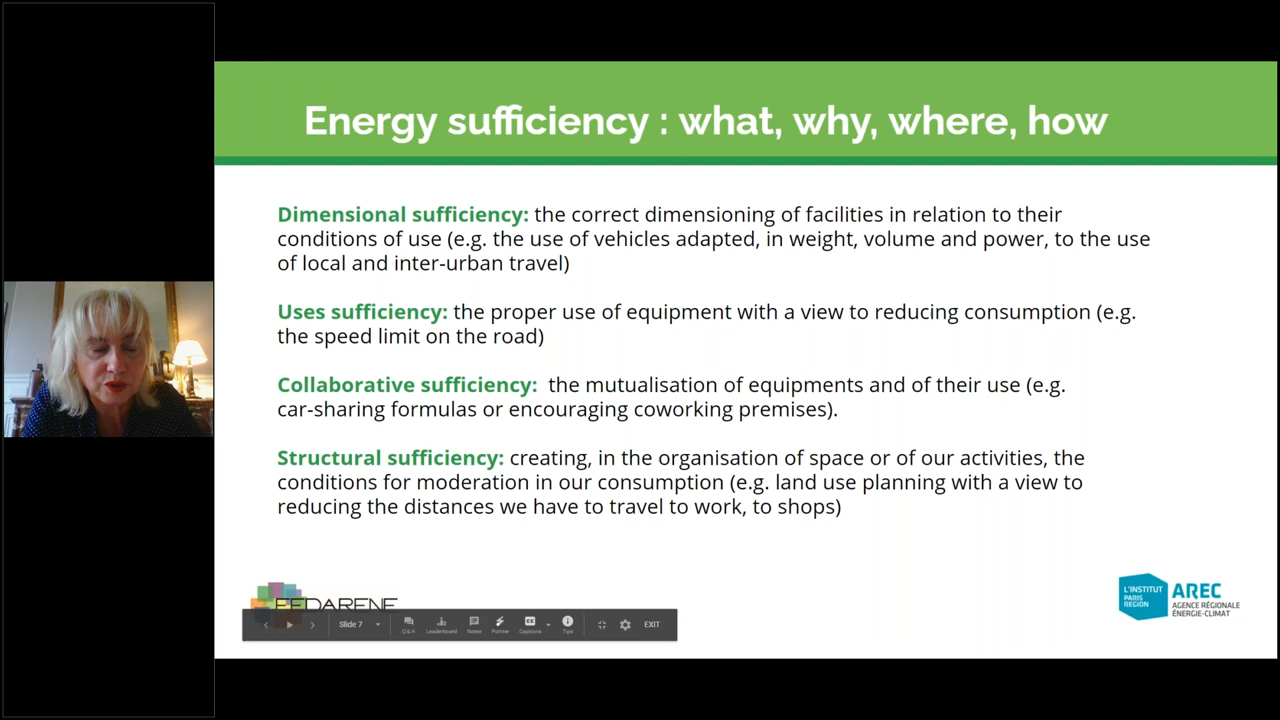 Energy sufficiency : what, why, where, how
Dimensional sufficiency: the correct dimensioning of facilities in relation to their
conditions of use (e.g. the use of vehicles adapted, in weight, volume and power, to the use
of local and inter-urban travel)
Uses sufficiency: the proper use of equipment with a view to reducing consumption (e.g.
the speed limit on the road)
Collaborative sufficiency: the mutualisation of equipments and of their use (e.g.
car-sharing formulas or encouraging coworking premises).
Structural sufficiency: creating, in the organisation of space or of our activities, the
conditions for moderation in our consumption (e.g. land use planning with a view to
reducing the distances we have to travel to work, to shops)
FEDARENE
Slide 7
Q&A Leaderboard Notes Pointer Captions Tips
EXIT
L'INSTITUT
PARIS
REGION
AREC
AGENCE RÉGIONALE
ÉNERGIE-CLIMAT